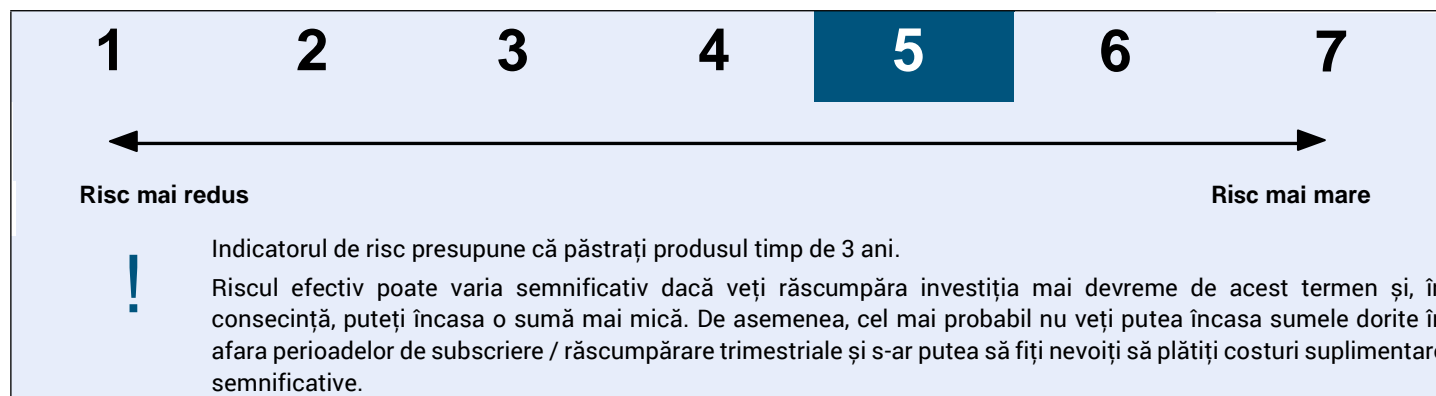 1 2 3 4 5 6 7
Risc mai redus Risc mai mare
! Indicatorul de risc presupune că păstrați produsul timp de 3 ani.
Riscul efectiv poate varia semnificativ dacă veți răscumpăra investiția mai devreme de acest termen și, în
consecință, puteți încasa o sumă mai mică. De asemenea, cel mai probabil nu veți putea încasa sumele dorite în
afara perioadelor de subscriere / răscumpărare trimestriale și s-ar putea să fiți nevoiți să plătiți costuri suplimentare
semnificative.